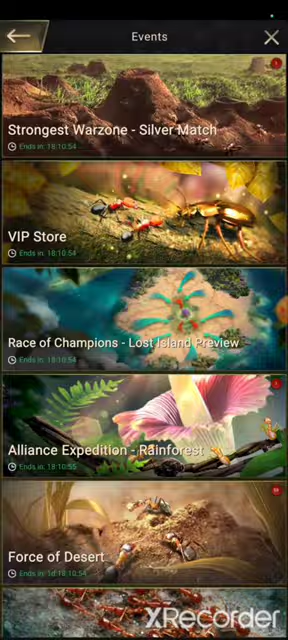 Events
Strongest Warzone - Silver Match
Ends in: 18:10:54
VIP Store
Ends in: 18:10:54
Race of Champions - Lost Island Preview
Ends in: 18:10:54
Alliance Expedition - Rainforest
Ends in: 18:10:55
Force of Desert
Ends in: 1d 18:10:54
XRecorder